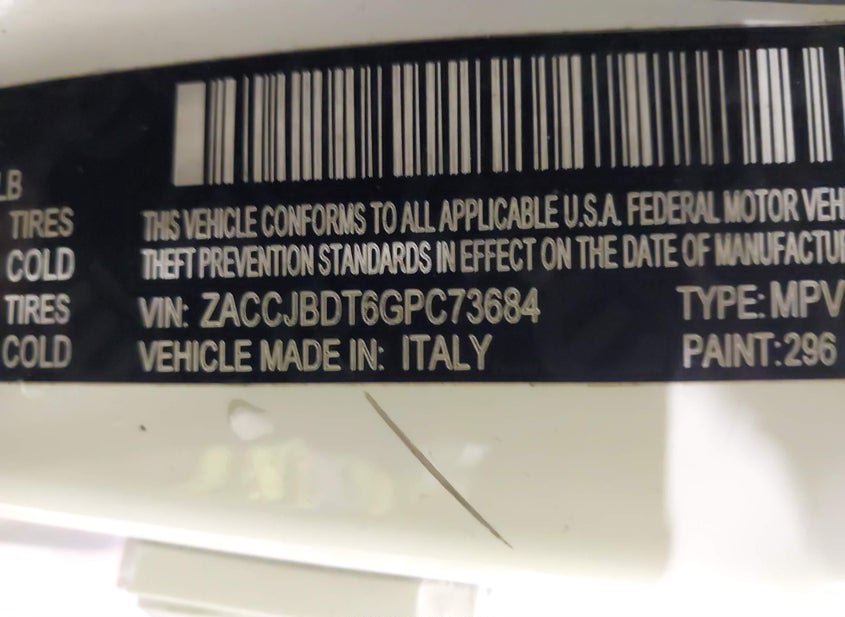 LB
TIRES THIS VEHICLE CONFORMS TO ALL APPLICABLE U.S.A. FEDERAL MOTOR VEH
COLD THEFT PREVENTION STANDARDS IN EFFECT ON THE DATE OF MANUFACTU
TIRES VIN: ZACCJBDT6GPC73684 TYPE: MPV
COLD VEHICLE MADE IN: ITALY PAINT:296